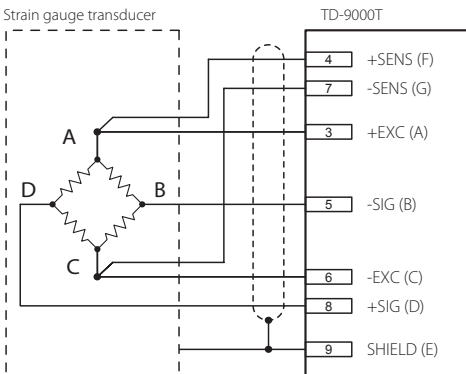 Strain gauge transducer
TD-9000T
4 +SENS (F)
7 -SENS (G)
A
3 +EXC (A)
D
B
5 -SIG (B)
C
6 -EXC (C)
8 +SIG (D)
9 SHIELD (E)